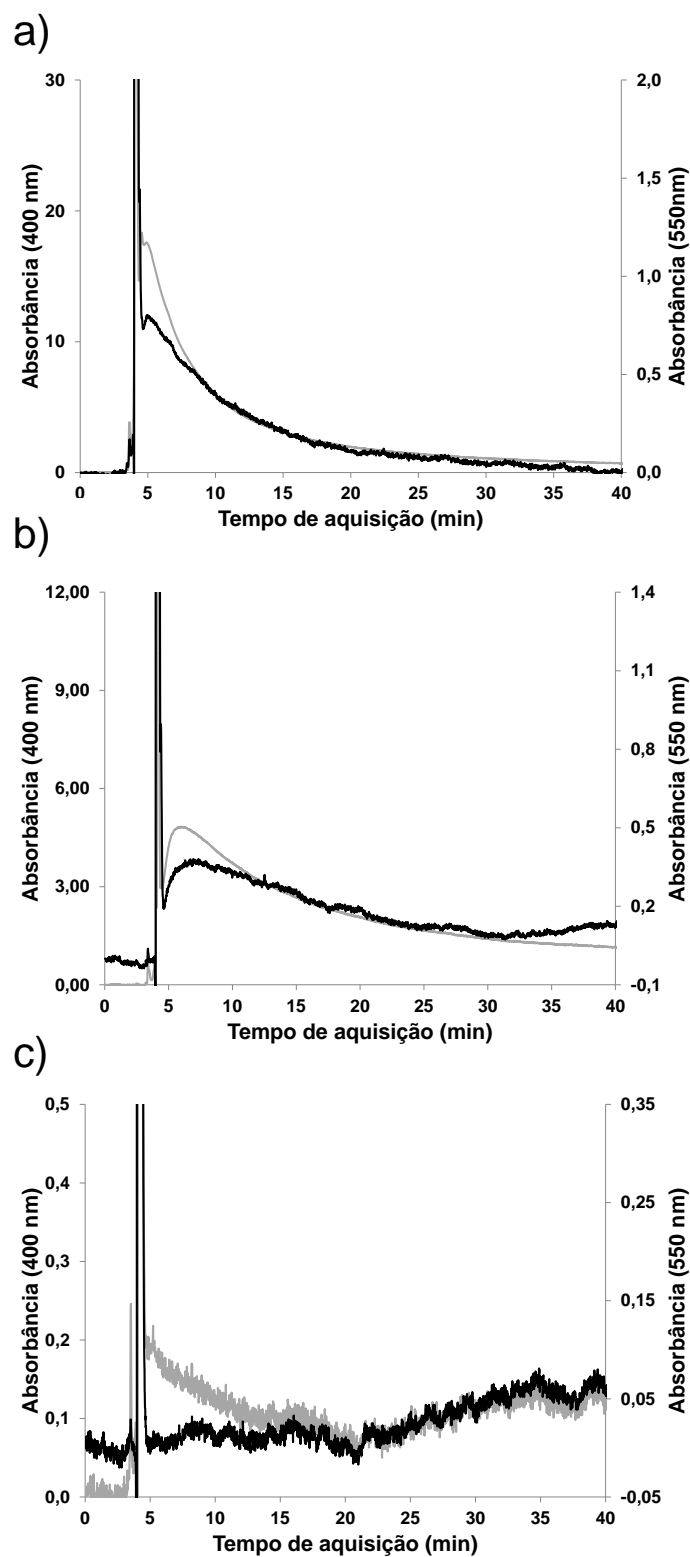 a)
30
20
10
0
2,0
1,5
1,0
0,5
0,0
0 5 10 15 20 25 30 35 40
Absorbância (400 nm)
Absorbância (550nm)
Tempo de aquisição (min)
b)
12,00
9,00
6,00
3,00
0,00
1,4
1,1
0,8
0,5
0,2
-0,1
0 5 10 15 20 25 30 35 40
Absorbância (400 nm)
Absorbância (550 nm)
Tempo de aquisição (min)
c)
0,5
0,4
0,3
0,2
0,1
0,0
0,35
0,25
0,15
0,05
-0,05
0 5 10 15 20 25 30 35 40
Absorbância (400 nm)
Absorbância (550 nm)
Tempo de aquisição (min)